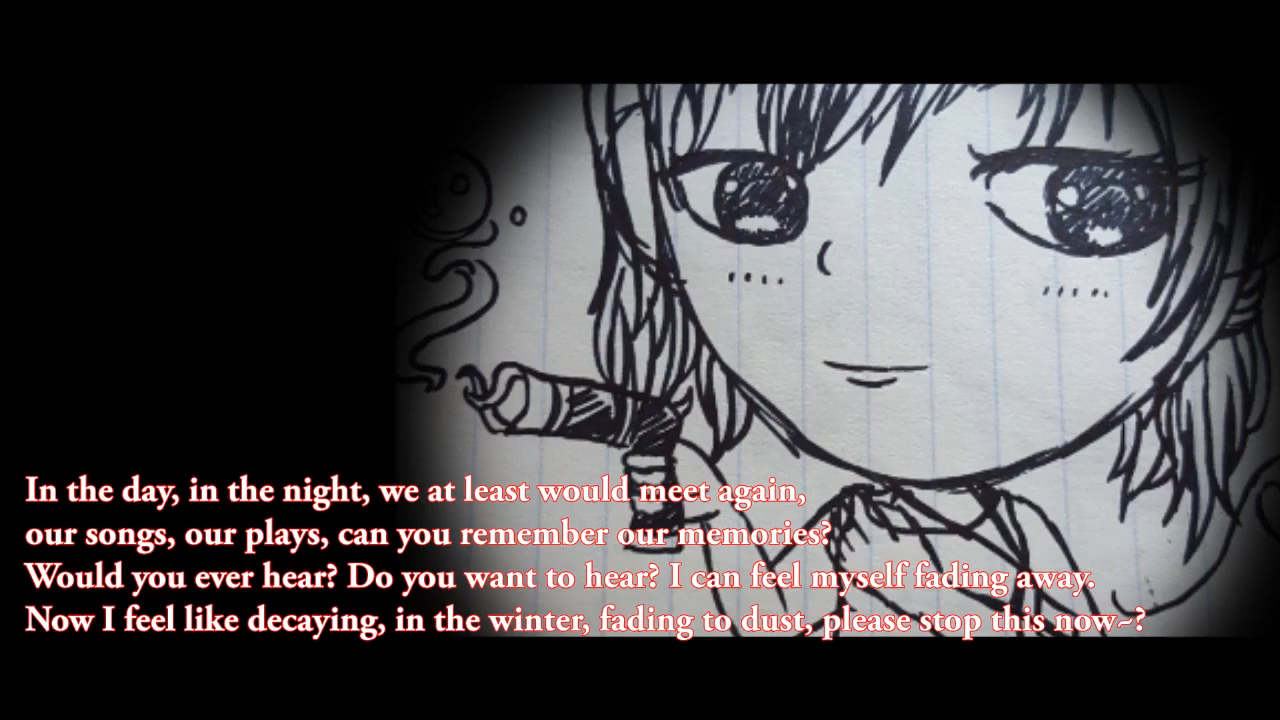 In the day, in the night, we at least would meet again,
our songs, our plays, can you remember our memories?
Would you ever hear? Do you want to hear? I can feel myself fading away.
Now I feel like decaying, in the winter, fading to dust, please stop this now~?